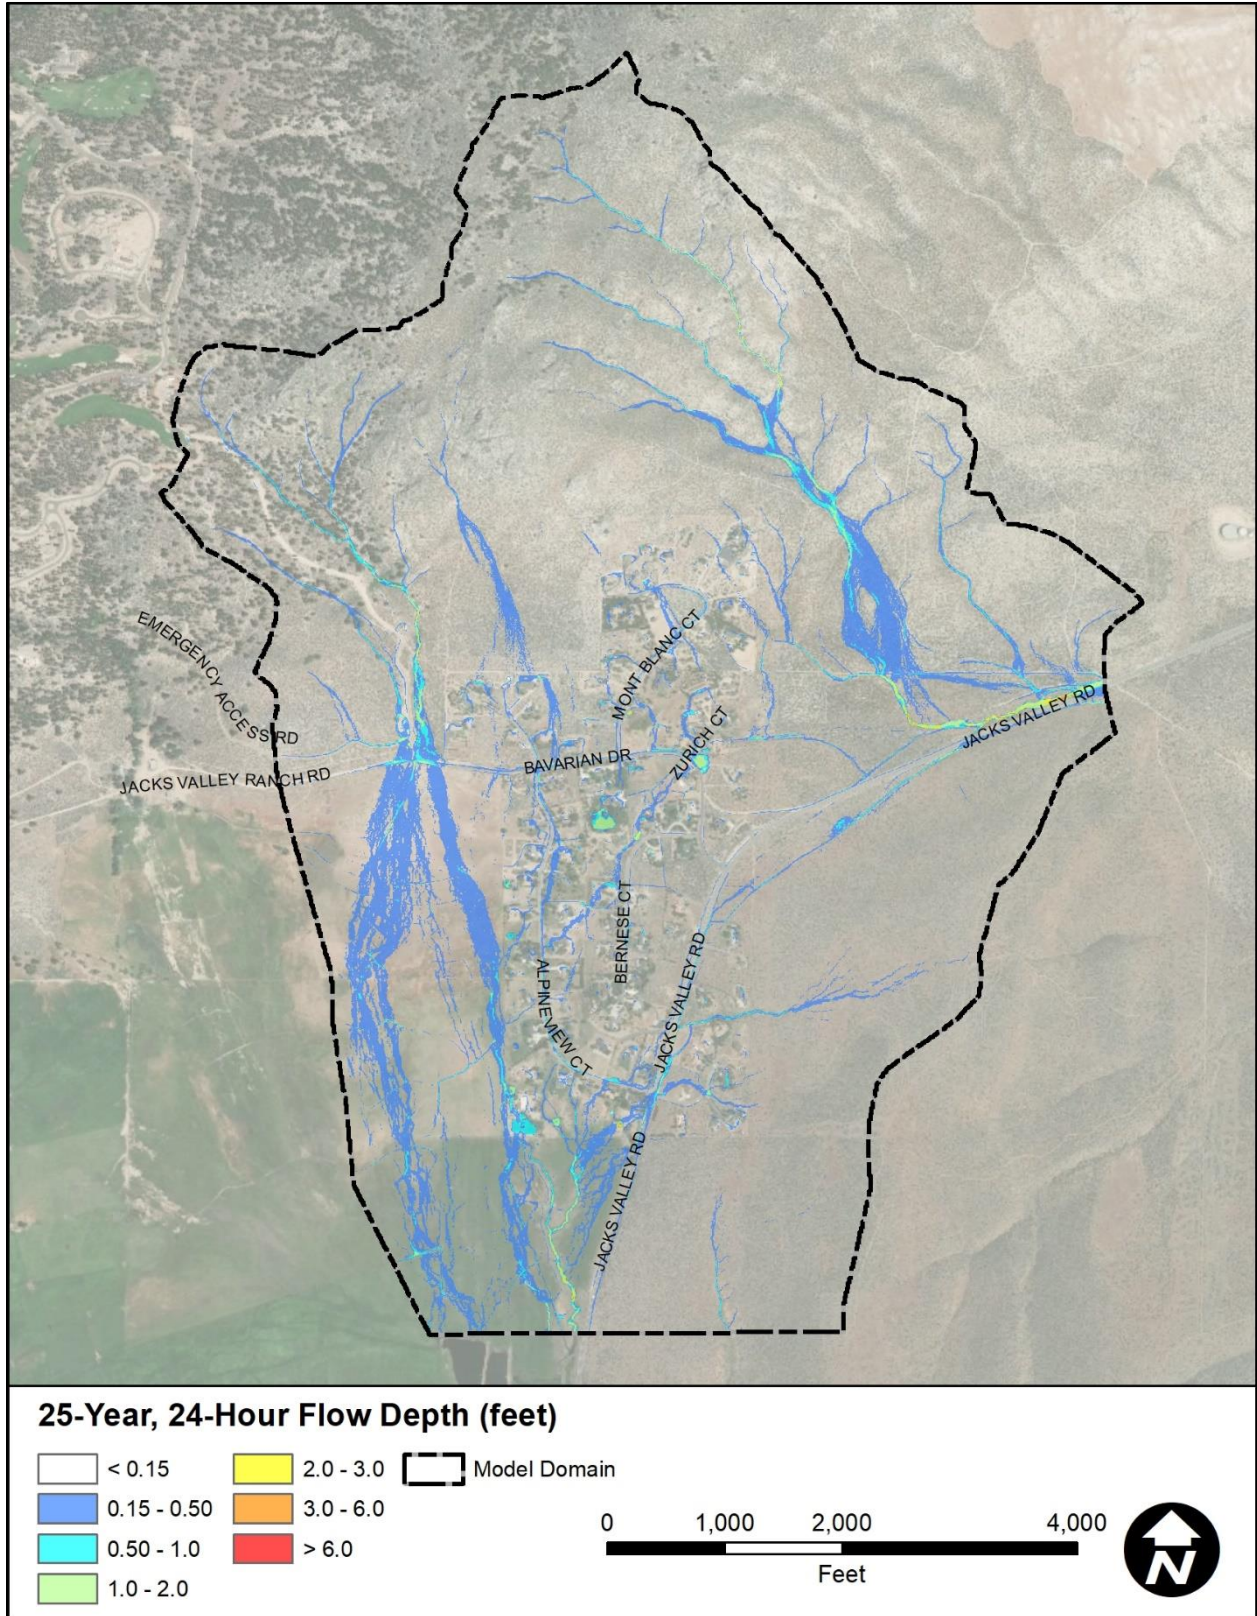 MONT BLANC CT
EMERGENCY ACCESS RD
JACKS VALLEY RD
ZURICH CT
BAVARIAN DR
JACKS VALLEY RANCH RD
BERNESE CT
JACKS VALLEY RD
ALPINEVIEW CT
JACKS VALLEY RD
25-Year, 24-Hour Flow Depth (feet)
< 0.15
2.0 - 3.0
Model Domain
0.15 - 0.50
3.0 - 6.0
0.50 - 1.0
> 6.0
1.0 - 2.0
0 1,000 2,000 4,000
Feet
N